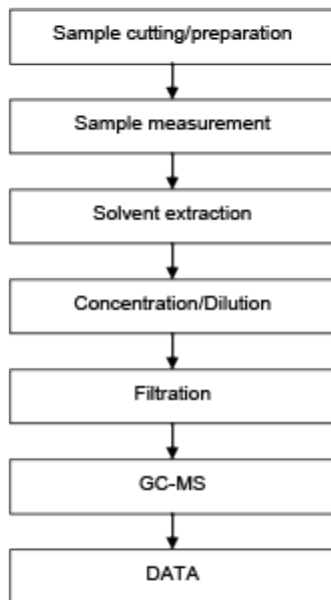 Sample cutting/preparation
Sample measurement
Solvent extraction
Concentration/Dilution
Filtration
GC-MS
DATA